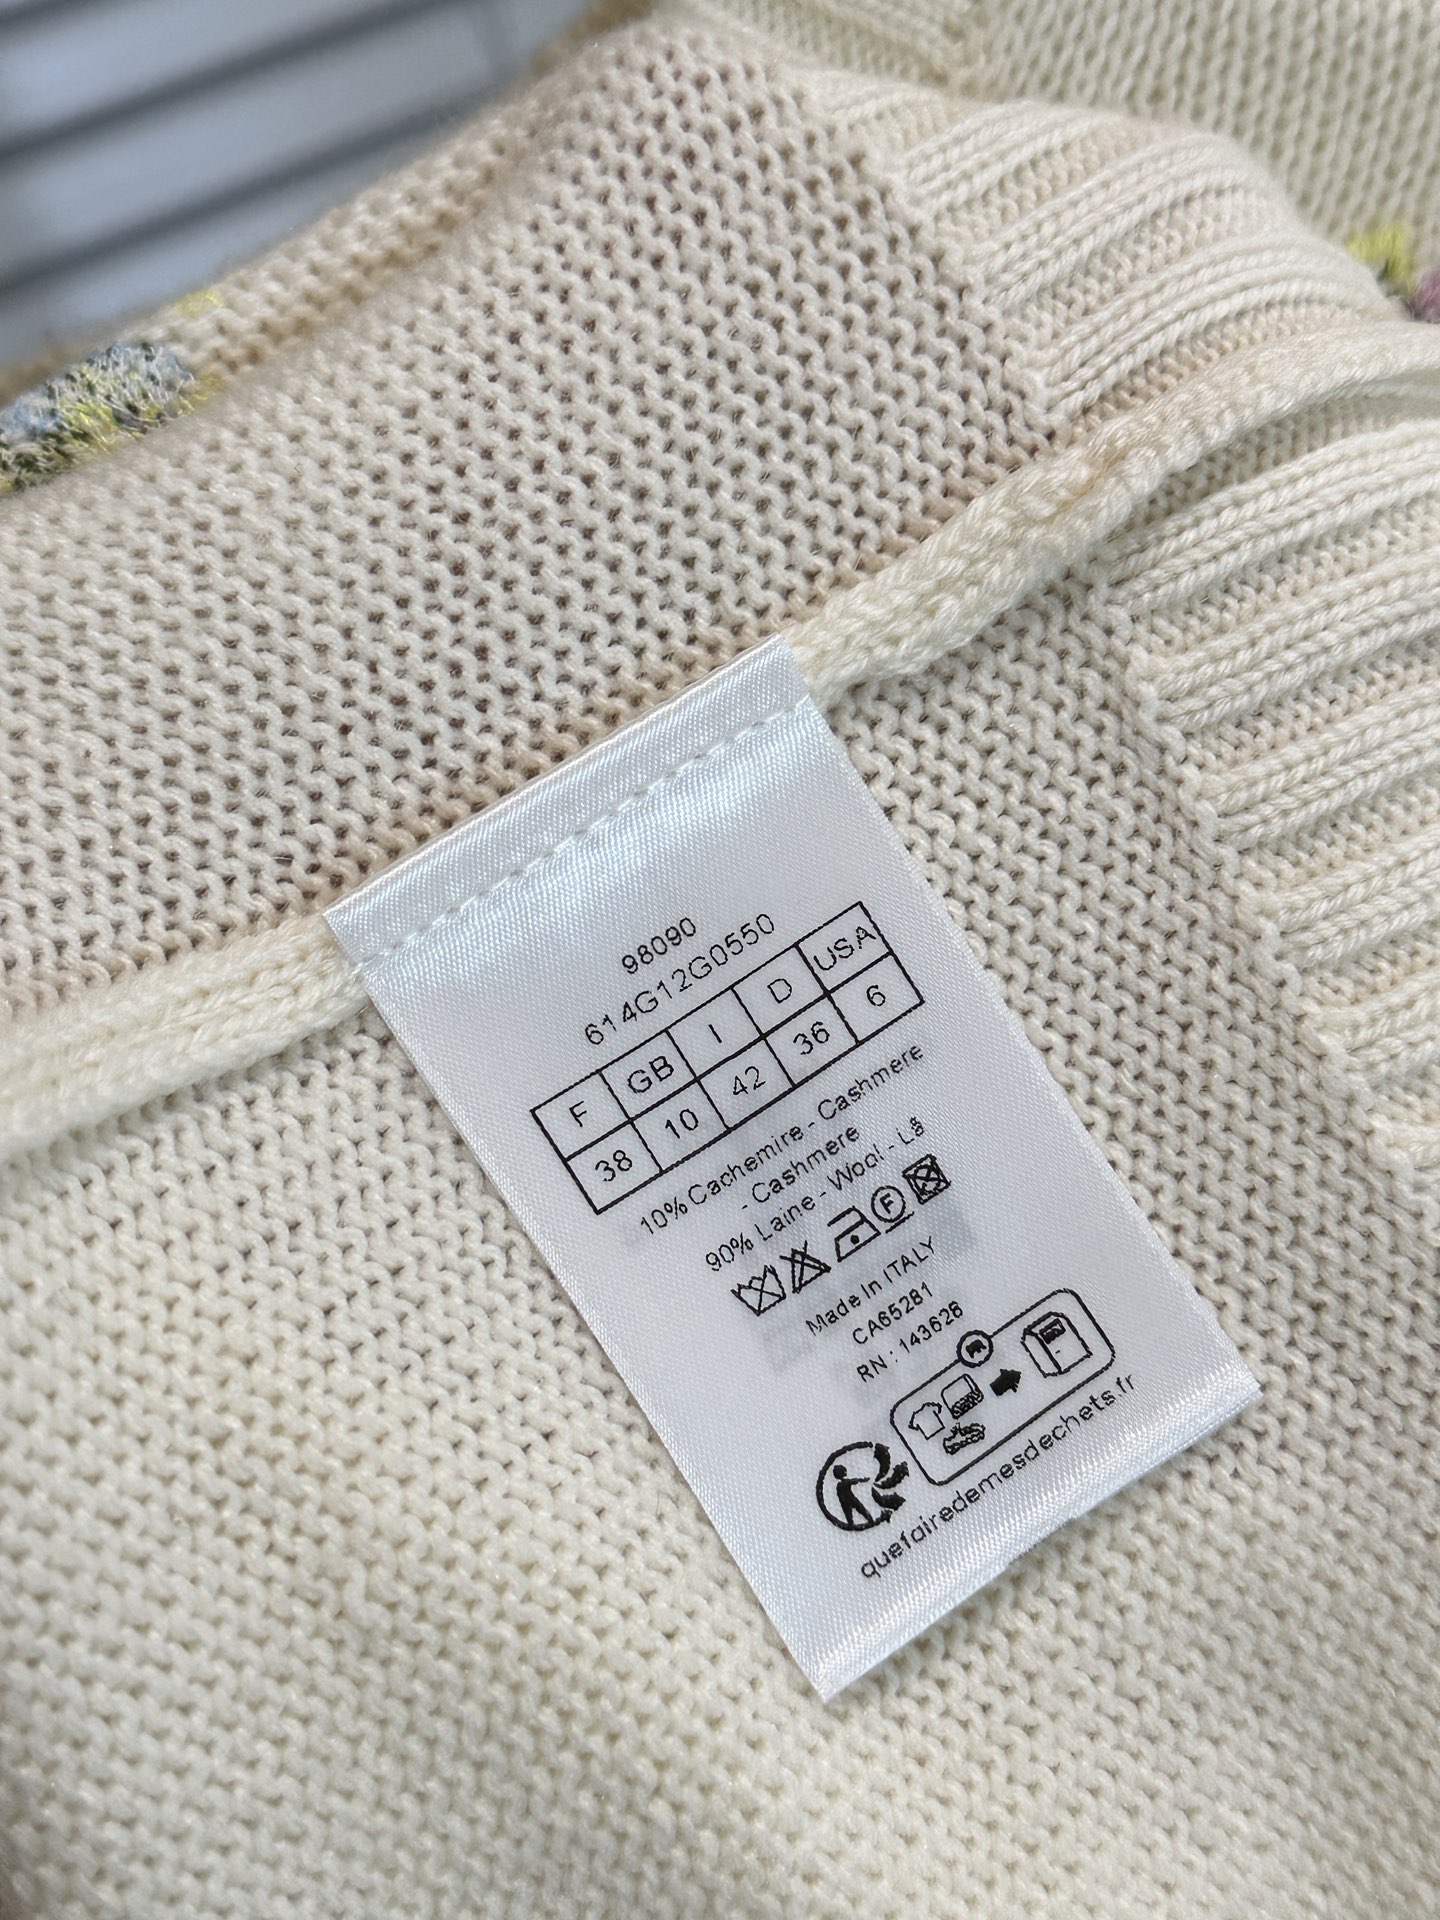 98090
614G12G0550
F GB I D USA
38 10 42 36 6
10% Cachemire - Cashmere
- Cashmere
90% Laine - Wool - Lã
F
Made In ITALY
CA65281
RN : 143628
FR
quefairedemesdechets.fr